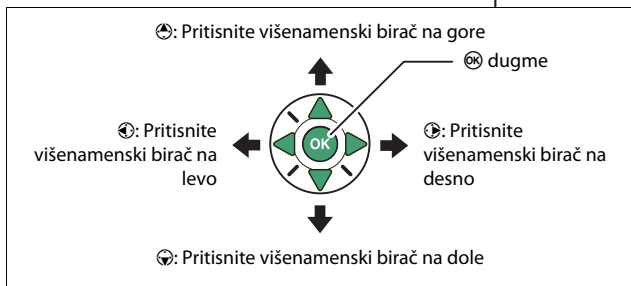 : Pritisnite višenamenski birač na gore
OK dugme
: Pritisnite
višenamenski birač na
levo
OK
: Pritisnite
višenamenski birač na
desno
: Pritisnite višenamenski birač na dole